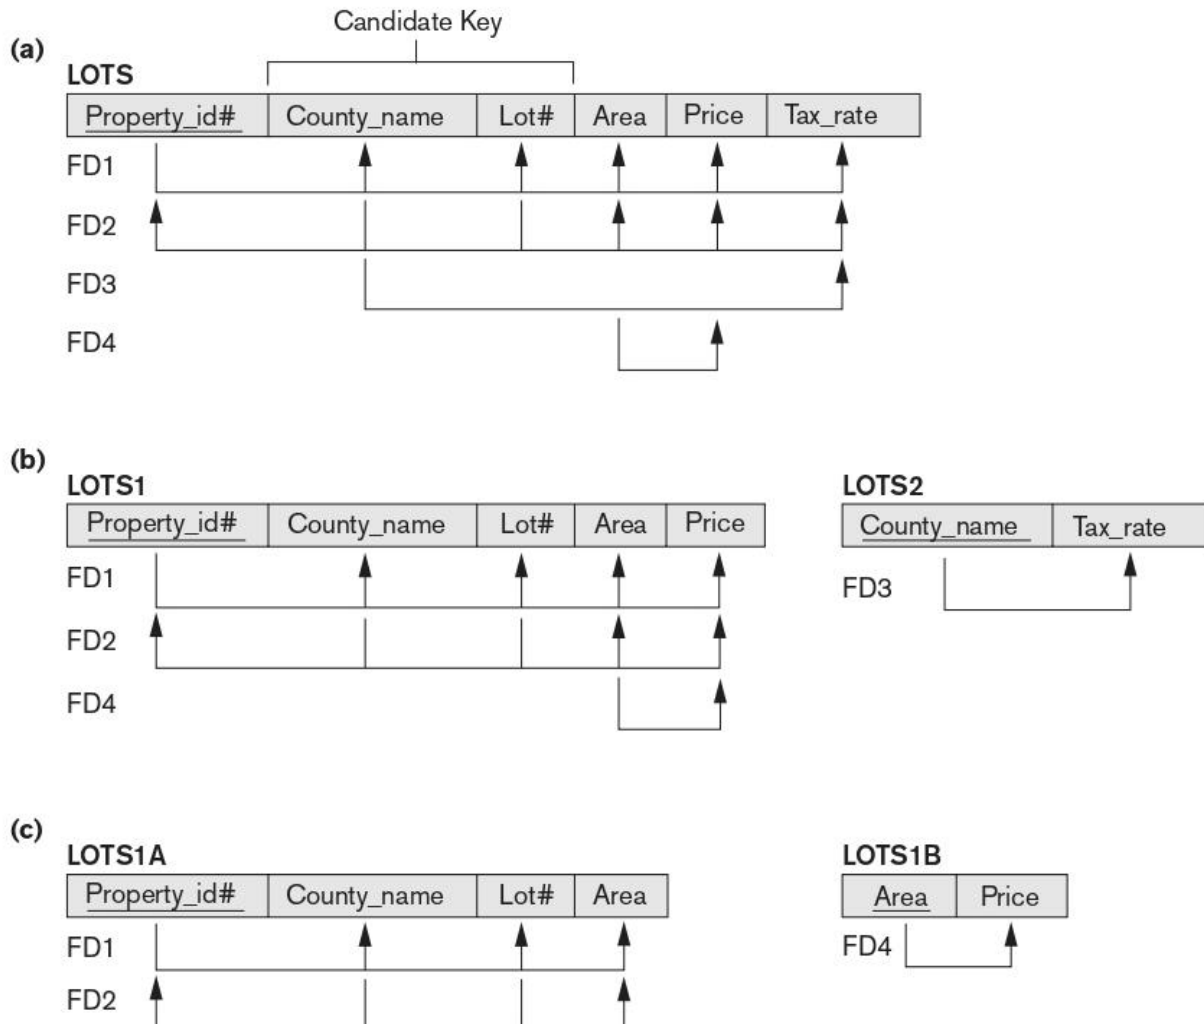 Candidate Key
(a)
LOTS
Property_id# County_name Lot# Area Price Tax_rate
FD1
FD2
FD3
FD4
(b)
LOTS1
Property_id# County_name Lot# Area Price
FD1
FD2
FD4
LOTS2
County_name Tax_rate
FD3
(c)
LOTS1A
Property_id# County_name Lot# Area
FD1
FD2
LOTS1B
Area Price
FD4